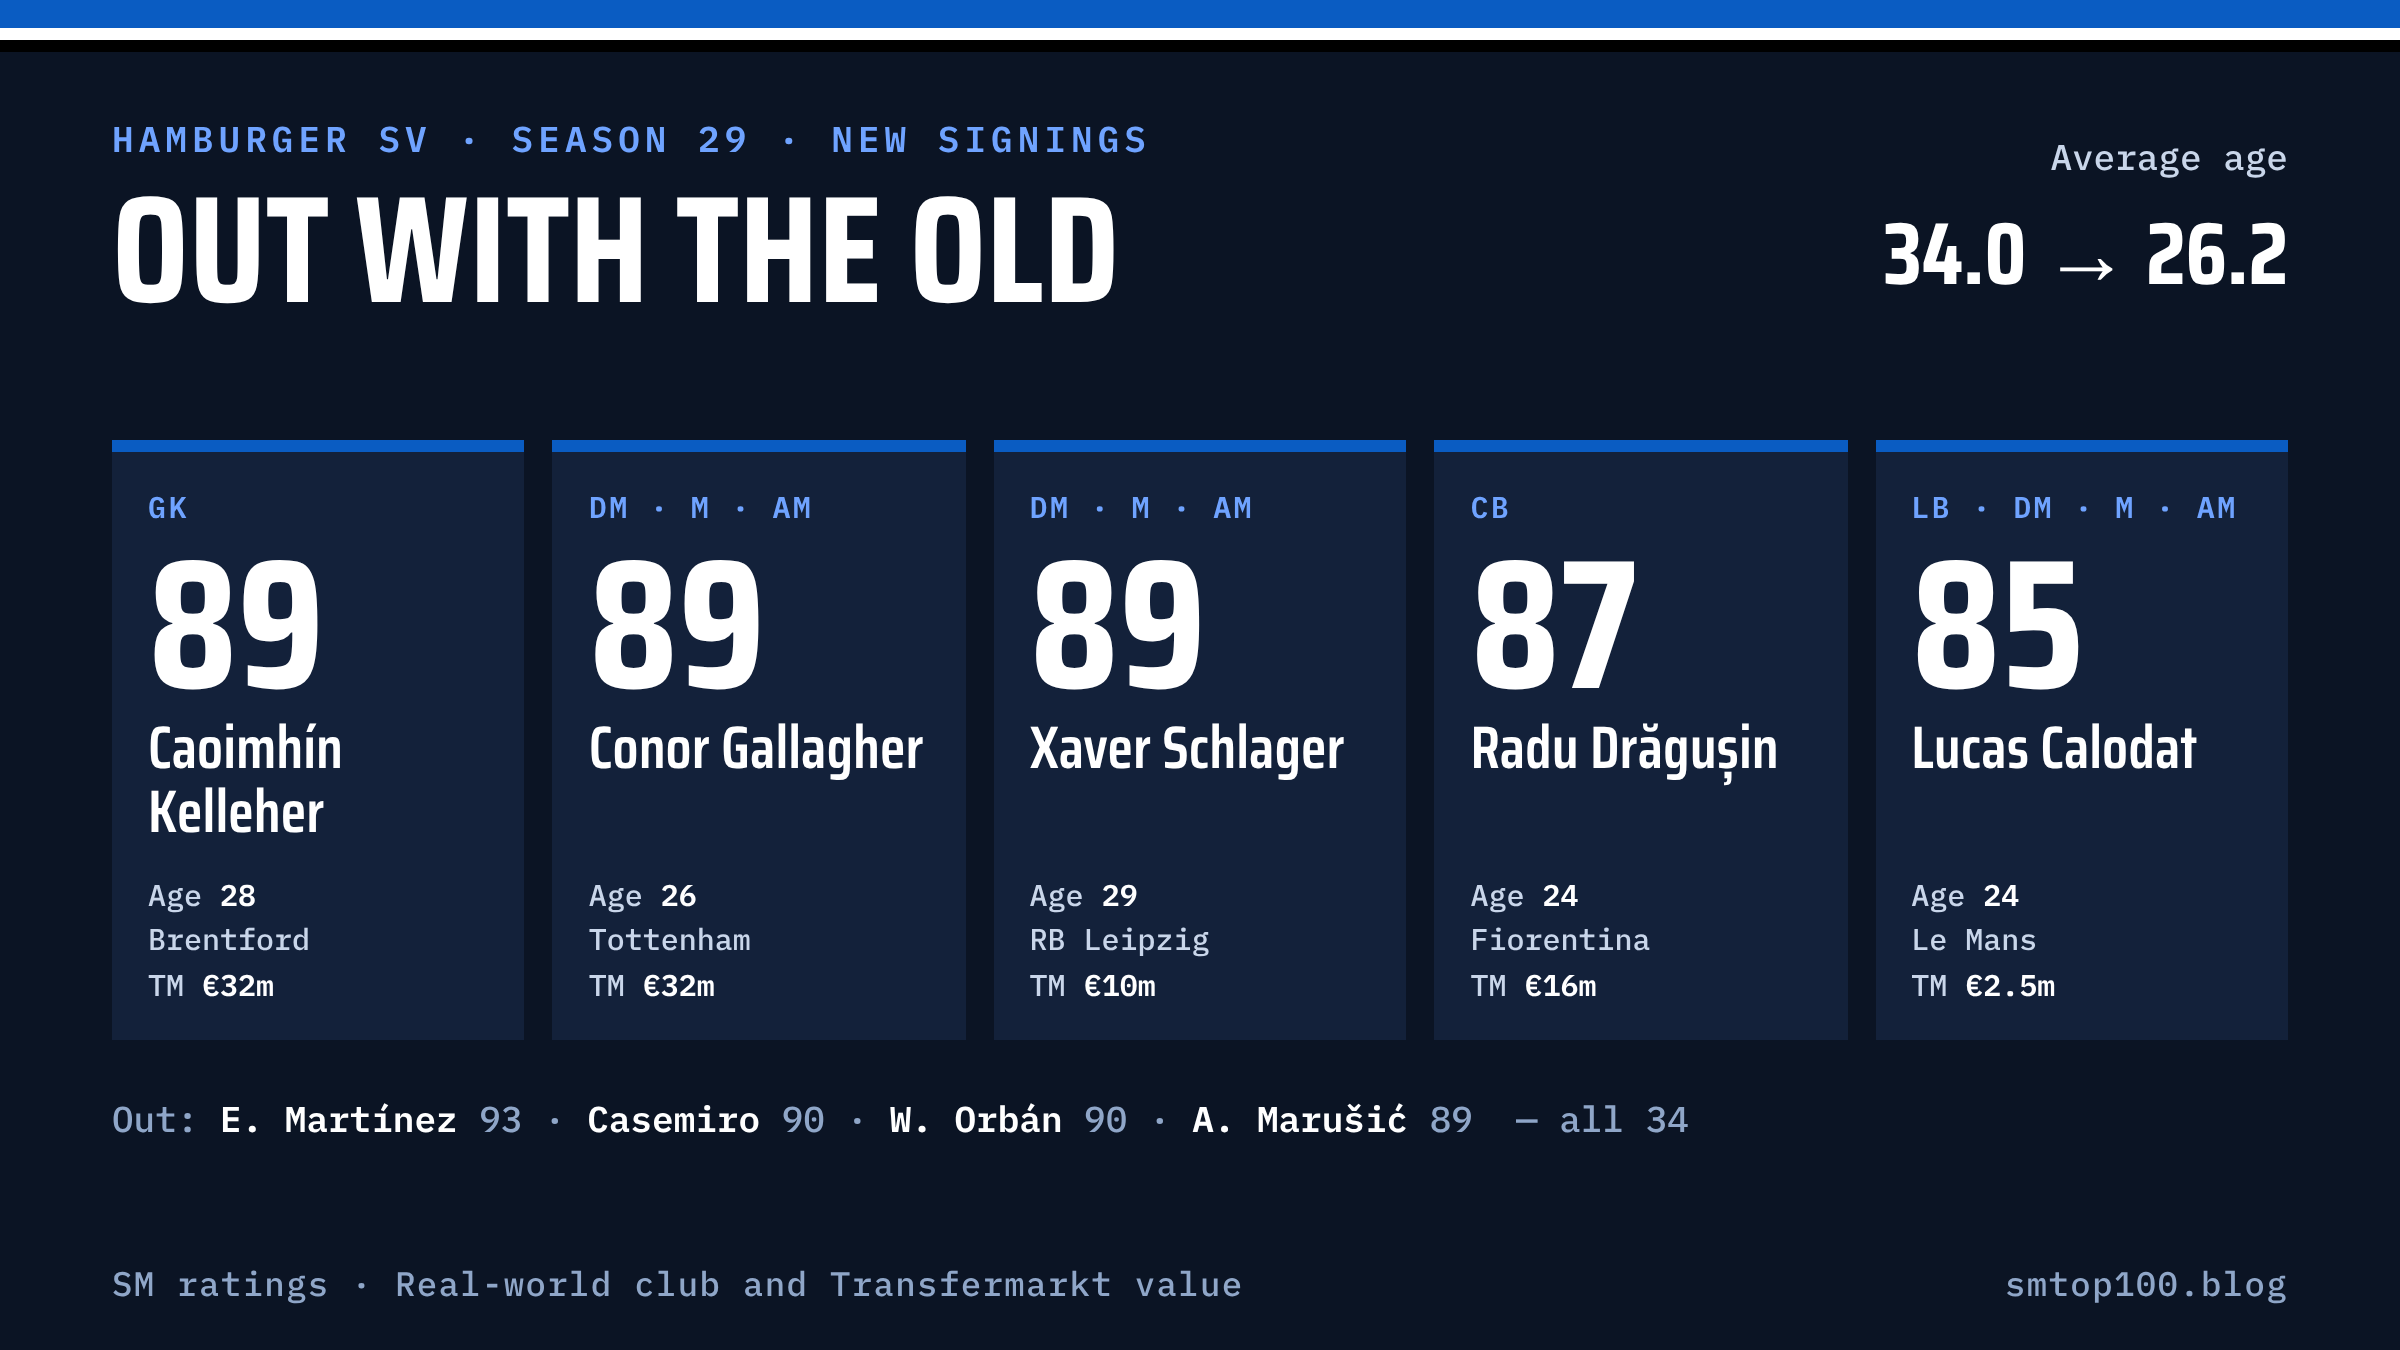 HAMBURGER SV · SEASON 29 · NEW SIGNINGS
OUT WITH THE OLD
Average age
34.0 → 26.2
GK
89
Caoimhín
Kelleher
Age 28
Brentford
TM €32m
DM · M · AM
89
Conor Gallagher
Age 26
Tottenham
TM €32m
DM · M · AM
89
Xaver Schlager
Age 29
RB Leipzig
TM €10m
CB
87
Radu Drăgușin
Age 24
Fiorentina
TM €16m
LB · DM · M · AM
85
Lucas Calodat
Age 24
Le Mans
TM €2.5m
Out: E. Martínez 93 · Casemiro 90 · W. Orbán 90 · A. Marušić 89 — all 34
SM ratings · Real-world club and Transfermarkt value
smtop100.blog